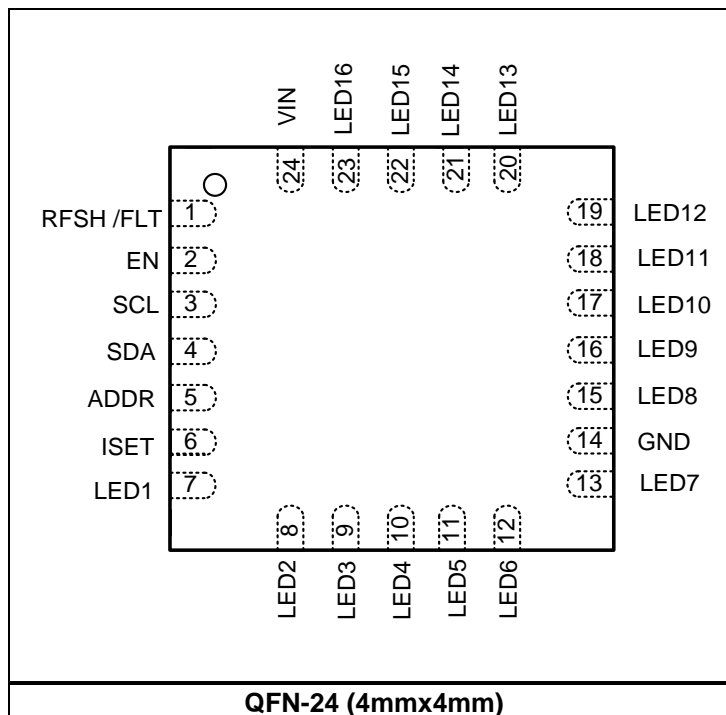 VIN
LED16
LED15
LED14
LED13
24
23
22
21
20
RFSH /FLT 1
EN 2
SCL 3
SDA 4
ADDR 5
ISET 6
LED1 7
19 LED12
18 LED11
17 LED10
16 LED9
15 LED8
14 GND
13 LED7
8
9
10
11
12
LED2
LED3
LED4
LED5
LED6
QFN-24 (4mmx4mm)